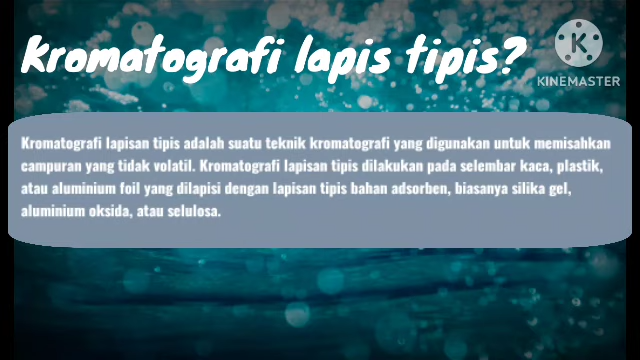 Kromatografi lapis tipis?
KINEMASTER
Kromatografi lapisan tipis adalah suatu teknik kromatografi yang digunakan untuk memisahkan
campuran yang tidak volatil. Kromatografi lapisan tipis dilakukan pada selembar kaca, plastik,
atau aluminium foil yang dilapisi dengan lapisan tipis bahan adsorben, biasanya silika gel,
aluminium oksida, atau selulosa.